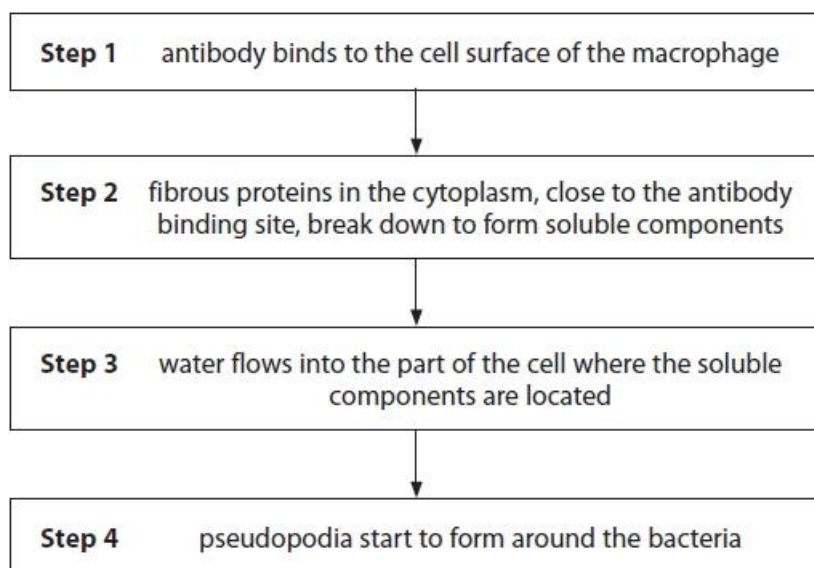 Step 1 antibody binds to the cell surface of the macrophage
Step 2 fibrous proteins in the cytoplasm, close to the antibody
binding site, break down to form soluble components
Step 3 water flows into the part of the cell where the soluble
components are located
Step 4 pseudopodia start to form around the bacteria